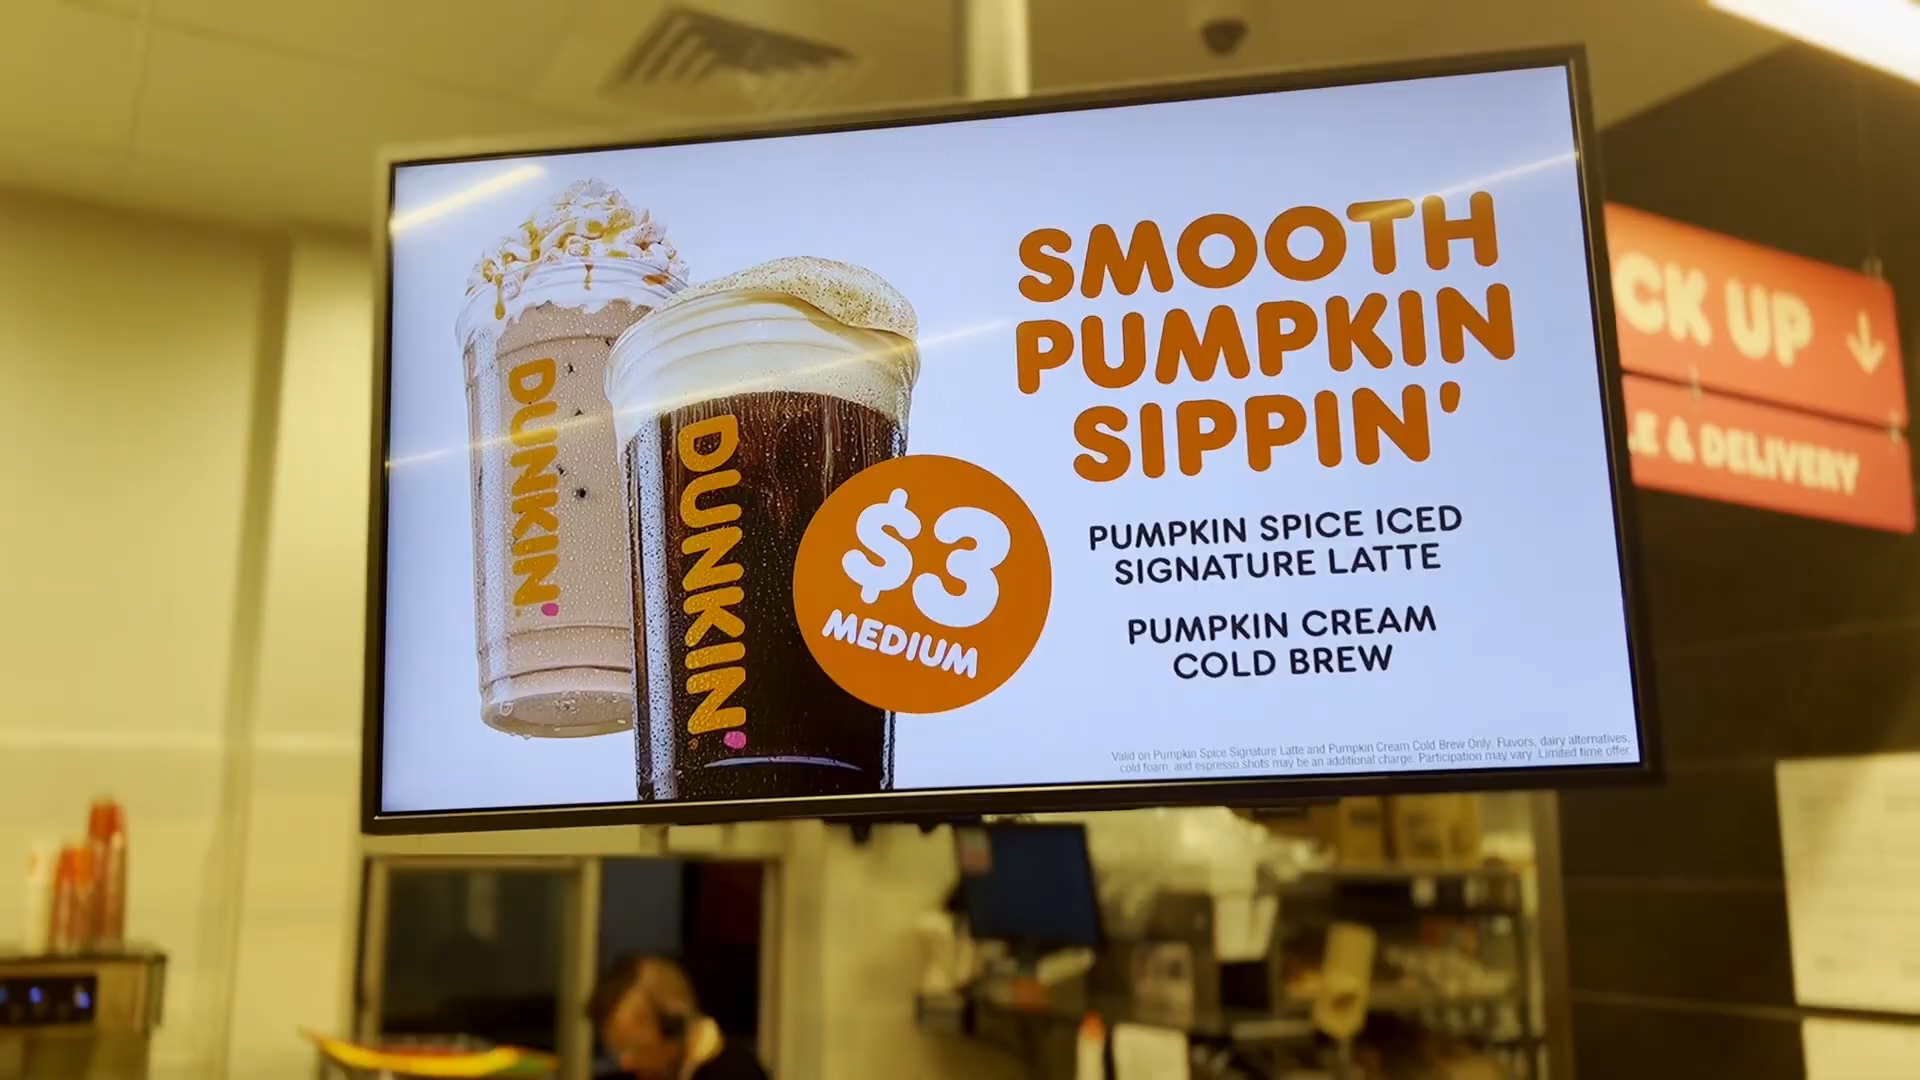 SMOOTH
PUMPKIN
SIPPIN'
DUNKIN'
DUNKIN'
$3
MEDIUM
PUMPKIN SPICE ICED
SIGNATURE LATTE
PUMPKIN CREAM
COLD BREW
Valid on Pumpkin Spice Signature Latte and Pumpkin Cream Cold Brew Only. Flavors, dairy alternatives,
cold foam, and espresso shots may be an additional charge. Participation may vary. Limited time offer.
CK UP
LE & DELIVERY